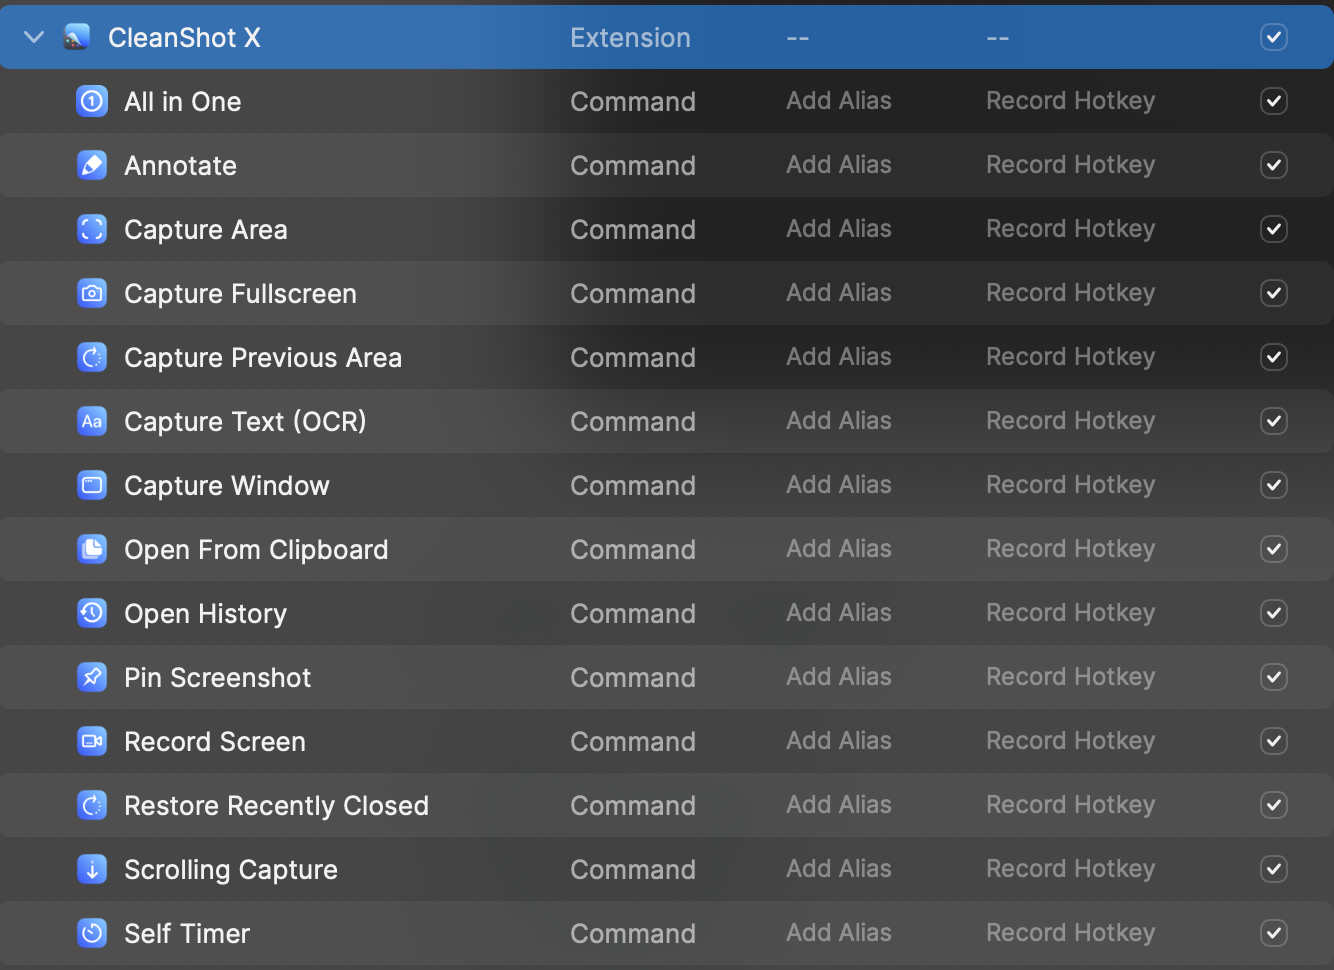 CleanShot X Extension -- --
All in One Command Add Alias Record Hotkey
Annotate Command Add Alias Record Hotkey
Capture Area Command Add Alias Record Hotkey
Capture Fullscreen Command Add Alias Record Hotkey
Capture Previous Area Command Add Alias Record Hotkey
Aa Capture Text (OCR) Command Add Alias Record Hotkey
Capture Window Command Add Alias Record Hotkey
Open From Clipboard Command Add Alias Record Hotkey
Open History Command Add Alias Record Hotkey
Pin Screenshot Command Add Alias Record Hotkey
Record Screen Command Add Alias Record Hotkey
Restore Recently Closed Command Add Alias Record Hotkey
Scrolling Capture Command Add Alias Record Hotkey
Self Timer Command Add Alias Record Hotkey